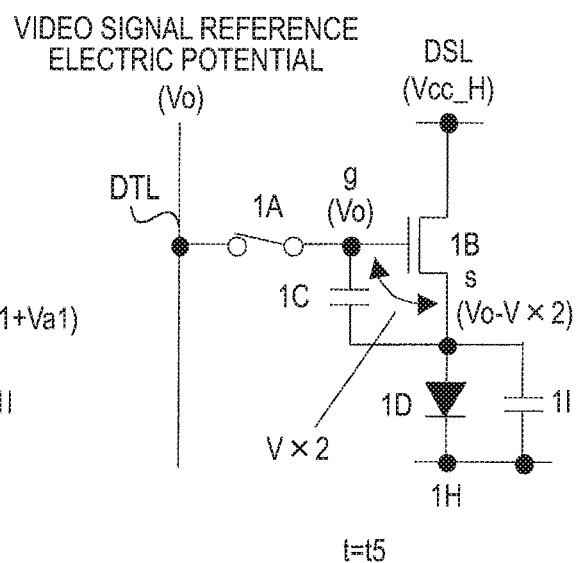 VIDEO SIGNAL REFERENCE
ELECTRIC POTENTIAL
(Vo)
DSL
(Vcc_H)
DTL
1A
g
(Vo)
1B
1C
s
(Vo-V×2)
1+Va1)
1I
1D
1I
V×2
1H
t=t5